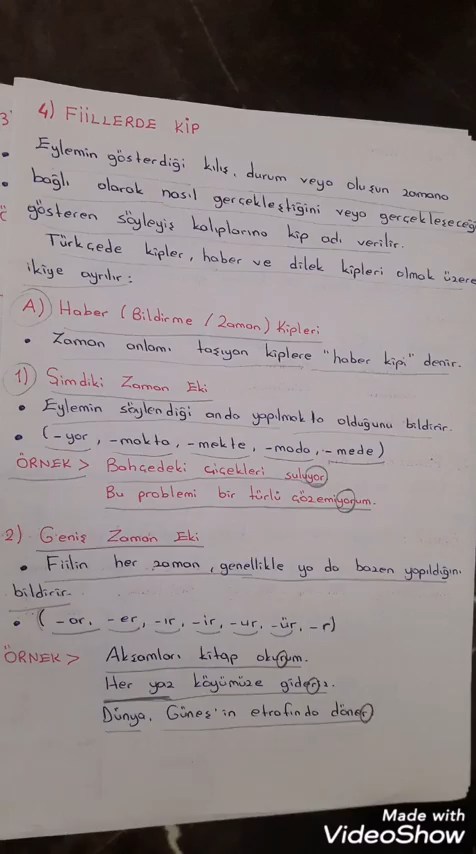 4) FİİLLERDE KİP
Eylemin gösterdiği kılış, durum veya oluşun zamana
bağlı olarak nasıl gerçekleştiğini veya gerçekleşeceği
gösteren söyleyiş kalıplarına kip adı verilir.
Türkçede kipler, haber ve dilek kipleri olmak üzere
ikiye ayrılır:
A) Haber (Bildirme / Zaman) Kipleri
• Zaman anlamı taşıyan kiplere "haber kipi" denir.
1) Şimdiki Zaman Eki
• Eylemin söylendiği anda yapılmakta olduğunu bildirir.
• (-yor, -makta, -mekte, -mada, -mede)
ÖRNEK > Bahçedeki çiçekleri suluyor
Bu problemi bir türlü çözemiyorum.
2) Geniş Zaman Eki
• Fiilin her zaman, genellikle ya da bazen yapıldığın
bildirir.
• (-ar, -er, -ır, -ir, -ur, -ür, -r)
ÖRNEK > Akşamları kitap okurum.
Her yaz köyümüze gideriz.
Dünya, Güneş'in etrafında döner
Made with
VideoShow